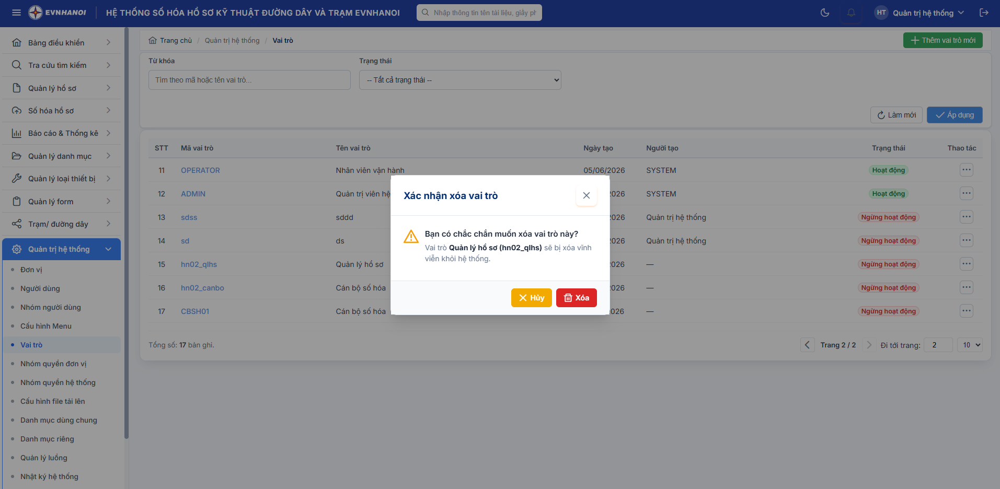 EVNHANOI
HỆ THỐNG SỐ HÓA HỒ SƠ KỸ THUẬT ĐƯỜNG DÂY VÀ TRẠM EVNHANOI
Nhập thông tin tên tài liệu, giấy ph
HT Quản trị hệ thống
Bảng điều khiển
Tra cứu tìm kiếm
Quản lý hồ sơ
Số hóa hồ sơ
Báo cáo & Thống kê
Quản lý danh mục
Quản lý loại thiết bị
Quản lý form
Trạm/ đường dây
Quản trị hệ thống
Đơn vị
Người dùng
Nhóm người dùng
Cấu hình Menu
Vai trò
Nhóm quyền đơn vị
Nhóm quyền hệ thống
Cấu hình file tải lên
Danh mục dùng chung
Danh mục riêng
Quản lý luồng
Nhật ký hệ thống
Trang chủ / Quản trị hệ thống / Vai trò
Thêm vai trò mới
Từ khóa
Trạng thái
Tìm theo mã hoặc tên vai trò...
-- Tất cả trạng thái --
Làm mới
Áp dụng
STT Mã vai trò Tên vai trò Ngày tạo Người tạo Trạng thái Thao tác
11 OPERATOR Nhân viên vận hành 05/06/2026 SYSTEM Hoạt động
12 ADMIN Quản trị viên hệ 026 SYSTEM Hoạt động
13 sdss sddd 026 Quản trị hệ thống Ngừng hoạt động
14 sd ds 026 Quản trị hệ thống Ngừng hoạt động
15 hn02_qlhs Quản lý hồ sơ 026 — Ngừng hoạt động
16 hn02_canbo Cán bộ số hóa 026 — Ngừng hoạt động
17 CBSH01 Cán bộ số hóa 026 — Ngừng hoạt động
Tổng số: 17 bản ghi.
Trang 2 / 2
Đi tới trang: 2
10
Xác nhận xóa vai trò
Bạn có chắc chắn muốn xóa vai trò này?
Vai trò Quản lý hồ sơ (hn02_qlhs) sẽ bị xóa vĩnh
viễn khỏi hệ thống.
Hủy
Xóa